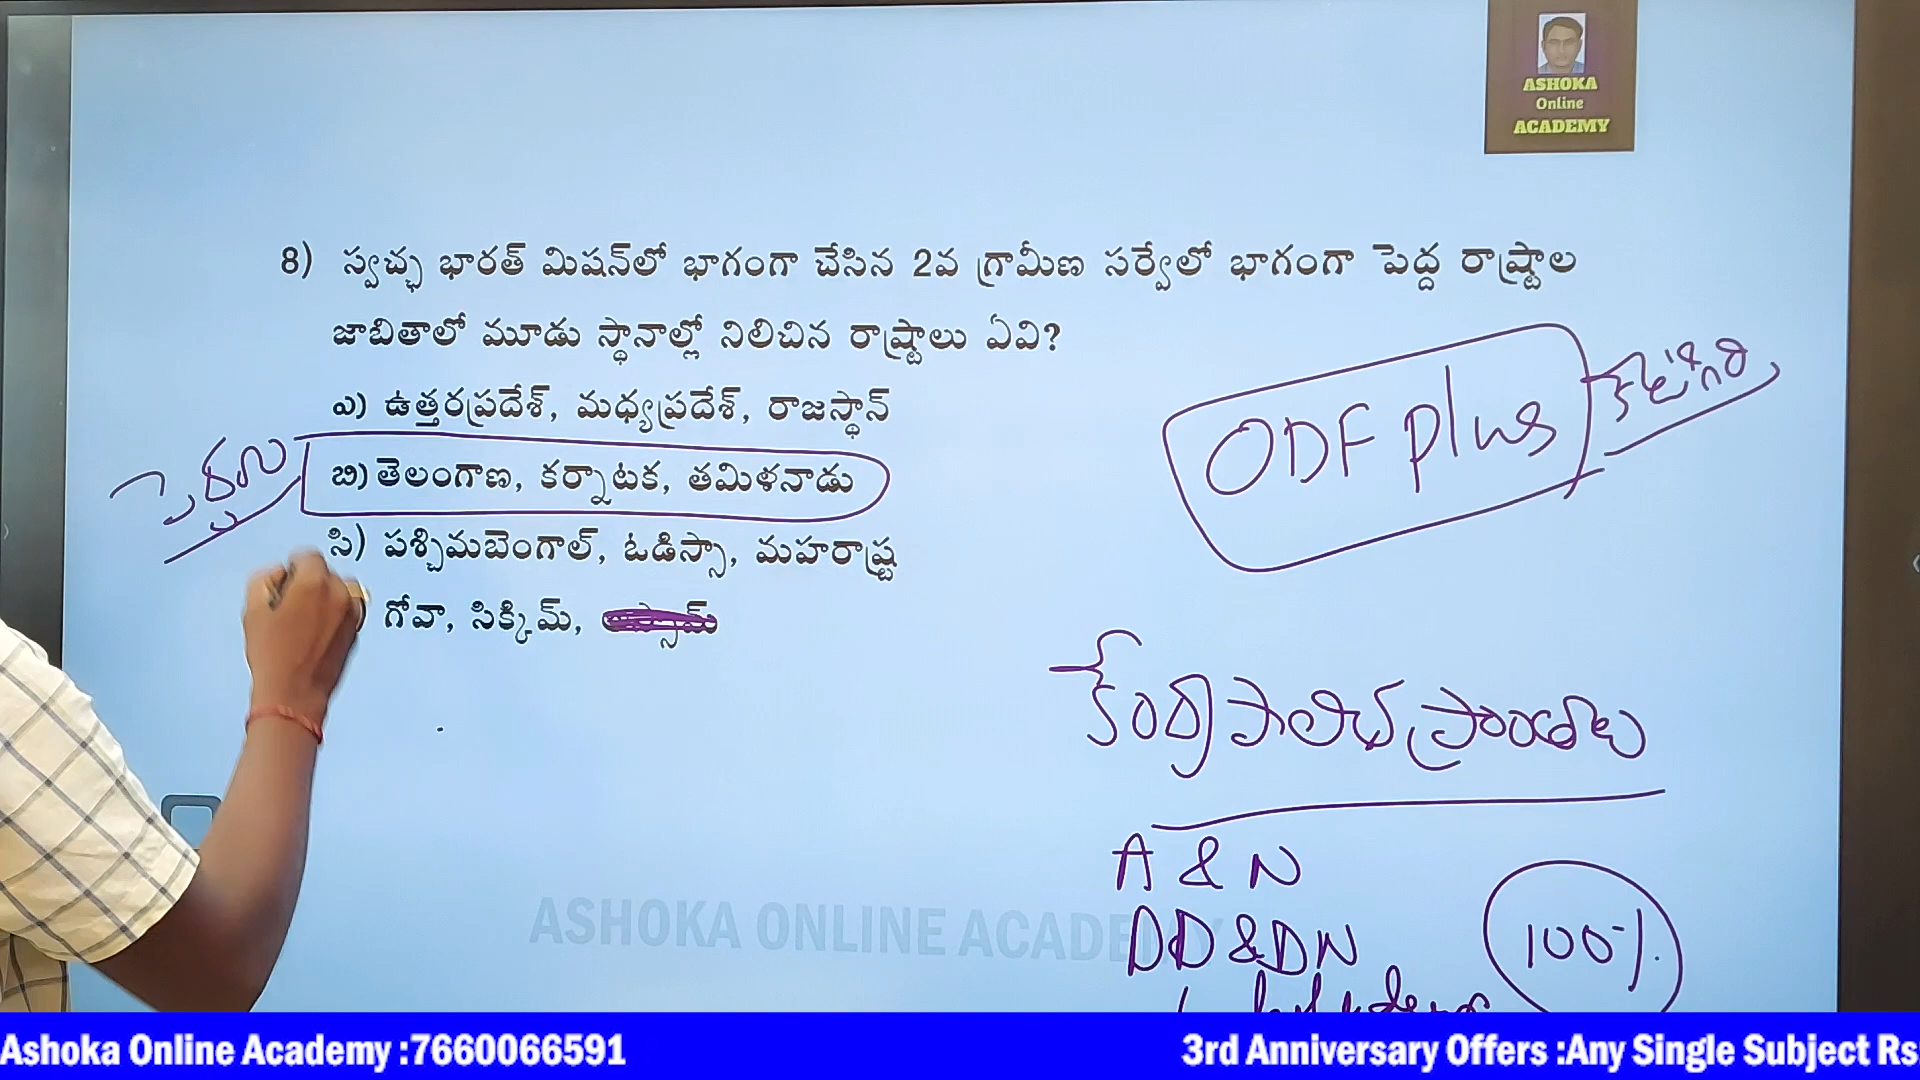 ASHOKA
Online
ACADEMY
8) స్వచ్ఛ భారత్ మిషన్‌లో భాగంగా చేసిన 2వ గ్రామీణ సర్వేలో భాగంగా పెద్ద రాష్ట్రాల
జాబితాలో మూడు స్థానాల్లో నిలిచిన రాష్ట్రాలు ఏవి?
ఎ) ఉత్తరప్రదేశ్, మధ్యప్రదేశ్, రాజస్థాన్
బి) తెలంగాణ, కర్నాటక, తమిళనాడు
సి) పశ్చిమబెంగాల్, ఓడిస్సా, మహరాష్ట్ర
) గోవా, సిక్కిమ్,
ODF plus
కేంద్రపాలిత ప్రాంతాలు
A & N
DD & DN
100%
ASHOKA ONLINE ACADEMY
Ashoka Online Academy :7660066591
3rd Anniversary Offers :Any Single Subject Rs